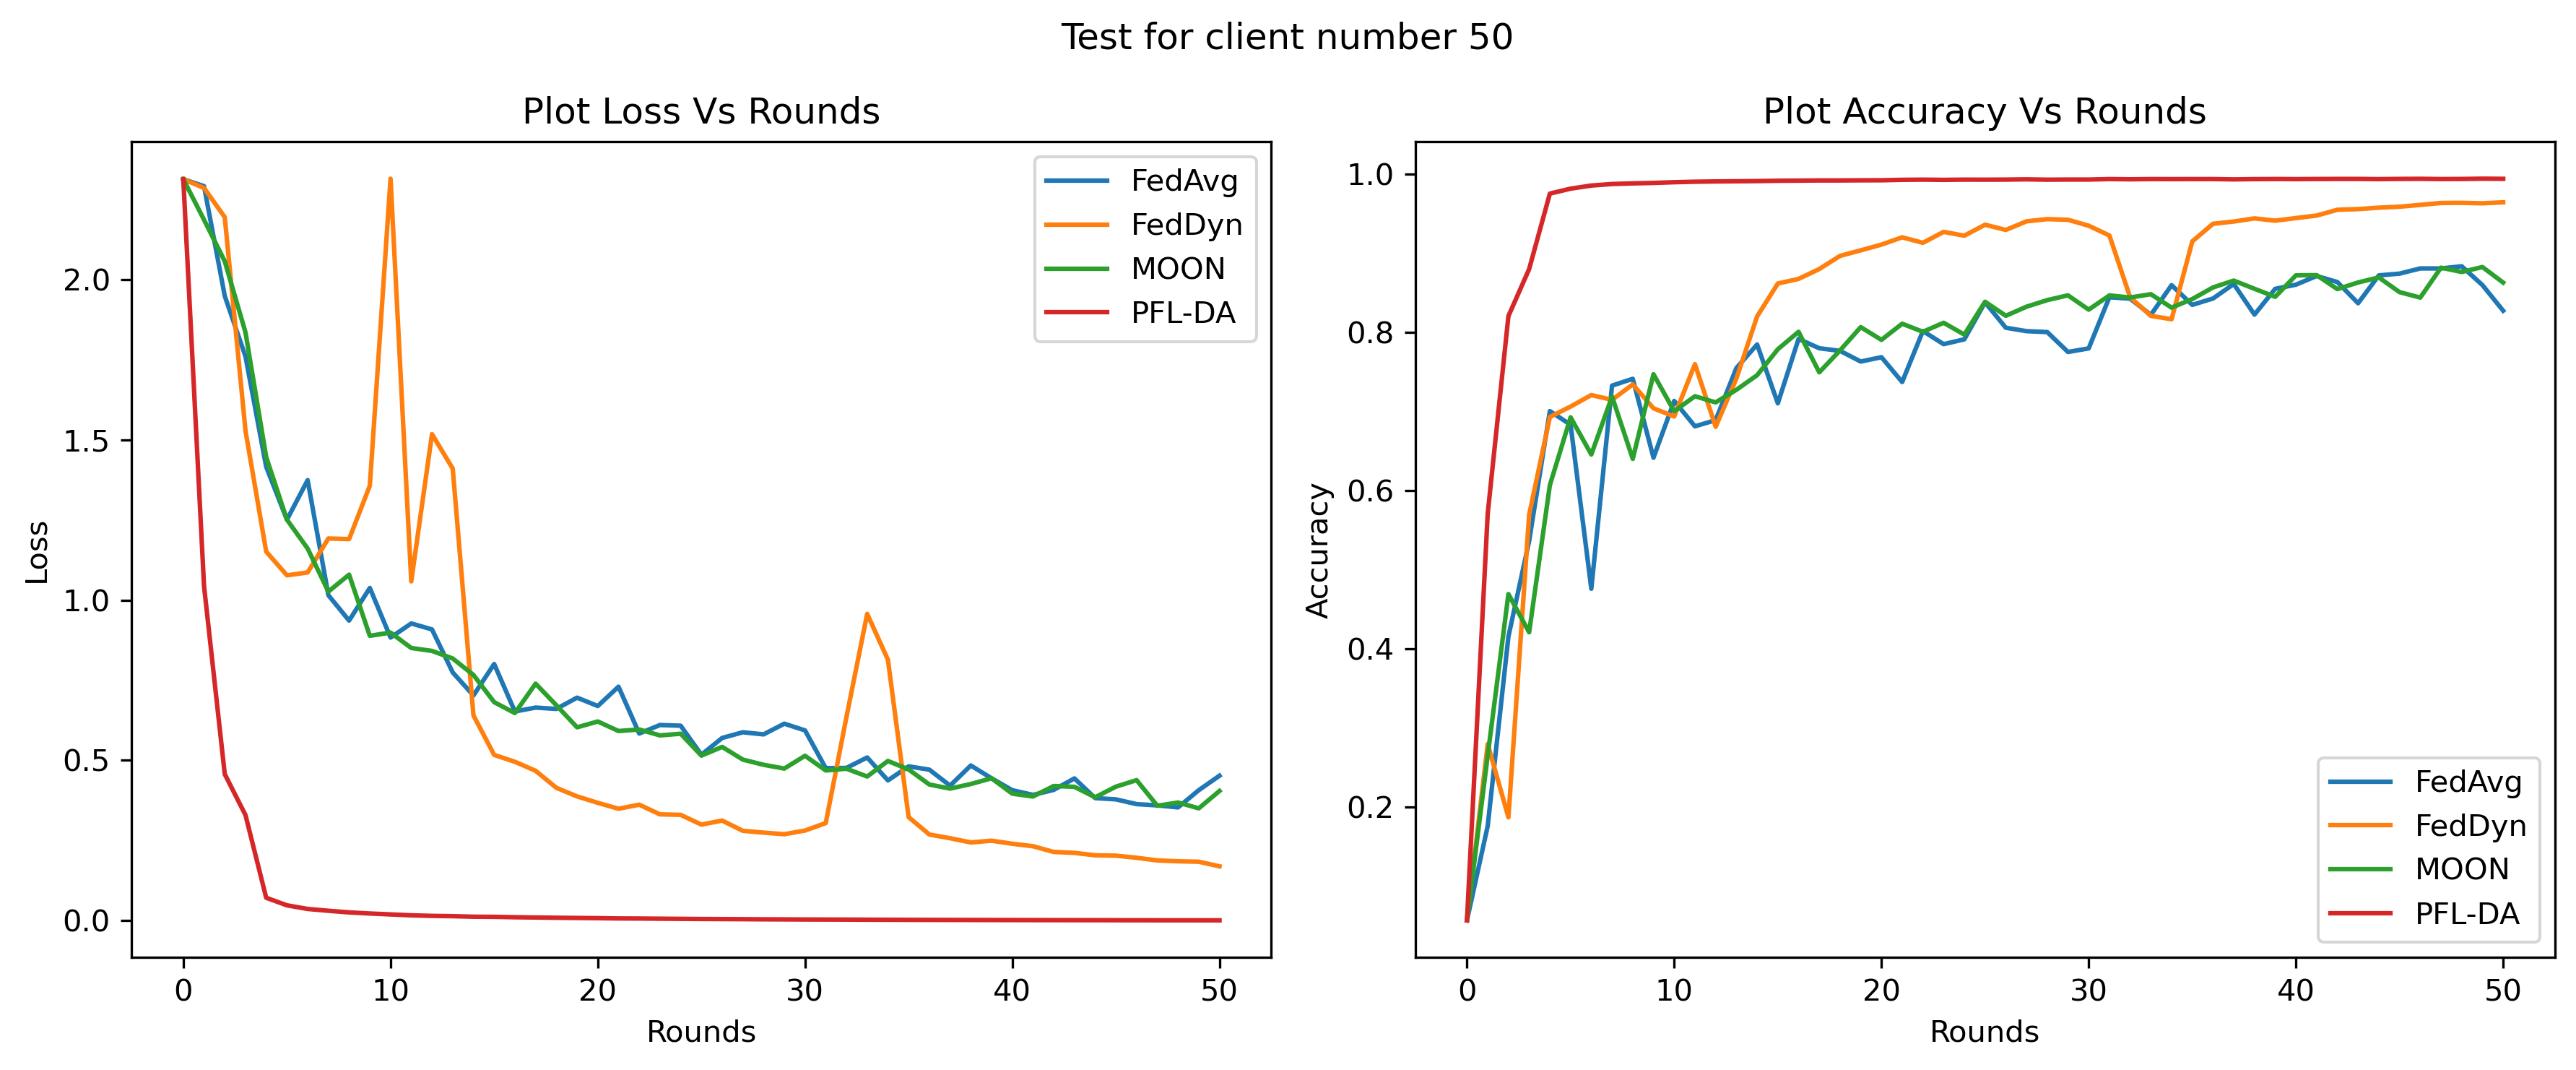 Test for client number 50
Plot Loss Vs Rounds
Loss
2.0
1.5
1.0
0.5
0.0
0 10 20 30 40 50
Rounds
FedAvg
FedDyn
MOON
PFL-DA
Plot Accuracy Vs Rounds
Accuracy
1.0
0.8
0.6
0.4
0.2
0 10 20 30 40 50
Rounds
FedAvg
FedDyn
MOON
PFL-DA